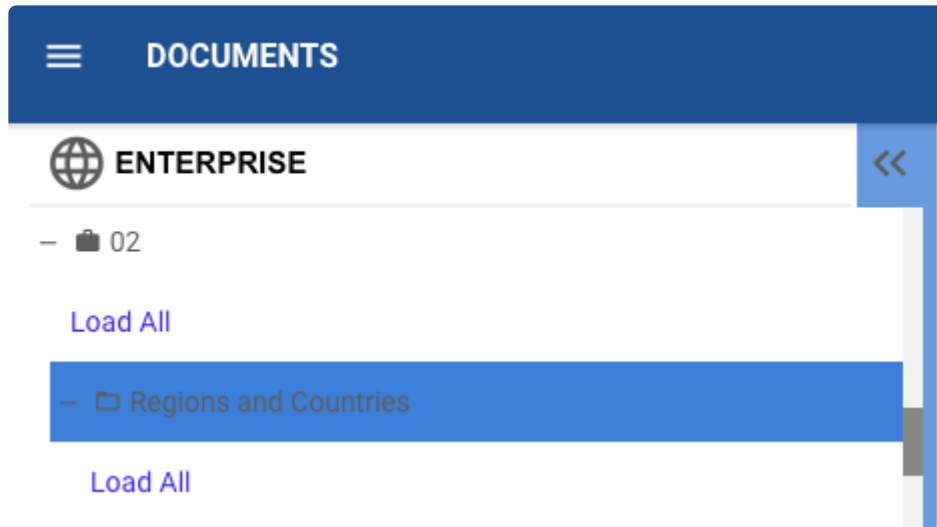 DOCUMENTS
ENTERPRISE
02
Load All
Regions and Countries
Load All